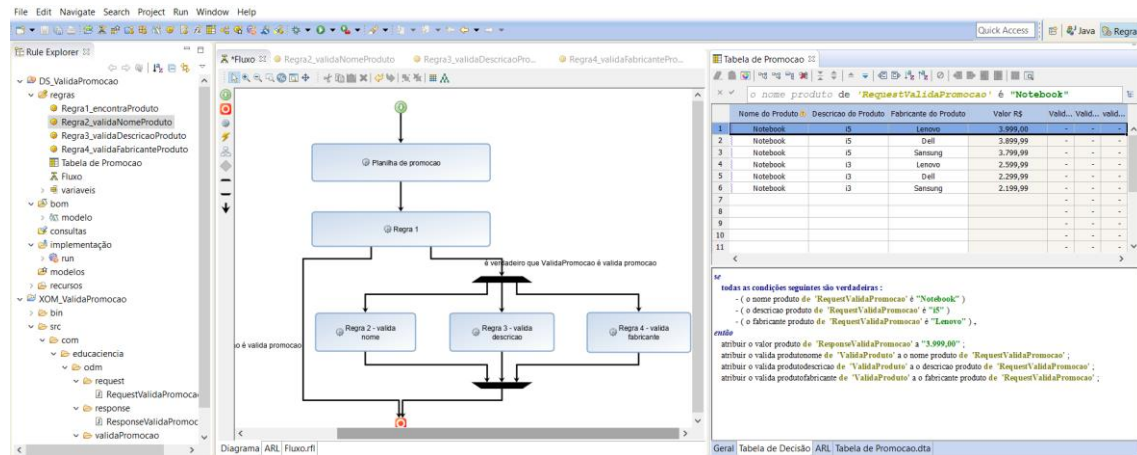 File Edit Navigate Search Project Run Window Help
Quick Access
Java
Regra
Rule Explorer
DS_ValidaPromocao
regras
Regra1_encontraProduto
Regra2_validaNomeProduto
Regra3_validaDescricaoProduto
Regra4_validaFabricanteProduto
Tabela de Promocao
Fluxo
variaveis
bom
modelo
consultas
implementação
run
modelos
recursos
XOM_ValidaPromocao
bin
src
com
educaciencia
odm
request
RequestValidaPromoca
response
ResponseValidaPromoc
validaPromocao
*Fluxo
Regra2_validaNomeProduto
Regra3_validaDescricaoPro...
Regra4_validaFabricantePro...
Planilha de promocao
Regra 1
é verdadeiro que ValidaPromocao é valida promocao
Regra 2 - valida
nome
Regra 3 - valida
descricao
Regra 4 - valida
fabricante
o é valida promocao
Diagrama ARL Fluxo.rfl
Tabela de Promocao
o nome produto de 'RequestValidaPromocao' é "Notebook"
Nome do Produto Descricao do Produto Fabricante do Produto Valor R$ Valid... Valid... valid...
1 Notebook i5 Lenovo 3.999,00 - - -
2 Notebook i5 Dell 3.899,99 - - -
3 Notebook i5 Sansung 3.799,99 - - -
4 Notebook i3 Lenovo 2.599,99 - - -
5 Notebook i3 Dell 2.299,99 - - -
6 Notebook i3 Sansung 2.199,99 - - -
7 - - -
8 - - -
9 - - -
10 - - -
11 - - -
se
todas as condições seguintes são verdadeiras :
- ( o nome produto de 'RequestValidaPromocao' é "Notebook" )
- ( o descricao produto de 'RequestValidaPromocao' é "i5" )
- ( o fabricante produto de 'RequestValidaPromocao' é "Lenovo" ) ,
então
atribuir o valor produto de 'ResponseValidaPromocao' a "3.999,00" ;
atribuir o valida produtonome de 'ValidaProduto' a o nome produto de 'RequestValidaPromocao' ;
atribuir o valida produtodescricao de 'ValidaProduto' a o descricao produto de 'RequestValidaPromocao' ;
atribuir o valida produtofabricante de 'ValidaProduto' a o fabricante produto de 'RequestValidaPromocao' ;
Geral Tabela de Decisão ARL Tabela de Promocao.dta